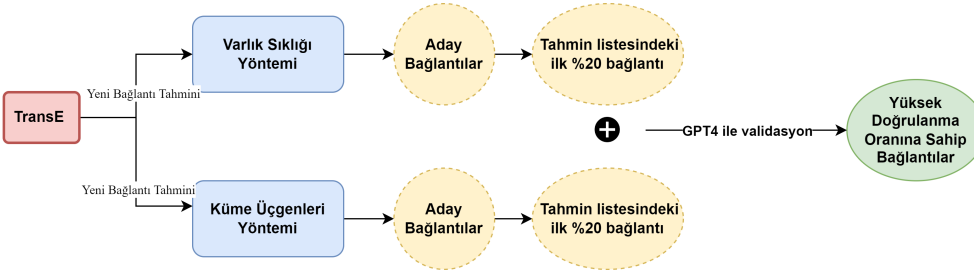 Varlık Sıklığı
Yöntemi
Aday
Bağlantılar
Tahmin listesindeki
ilk %20 bağlantı
Yeni Bağlantı Tahmini
TransE
GPT4 ile validasyon
Yüksek
Doğrulanma
Oranına Sahip
Bağlantılar
Yeni Bağlantı Tahmini
Küme Üçgenleri
Yöntemi
Aday
Bağlantılar
Tahmin listesindeki
ilk %20 bağlantı